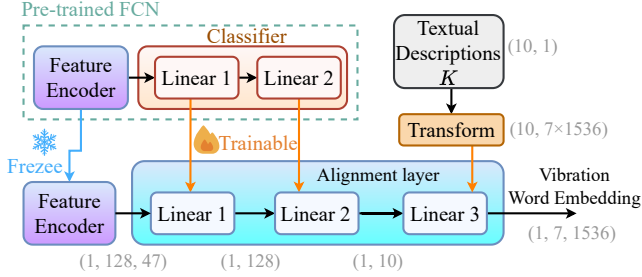 Pre-trained FCN
Classifier
Feature
Encoder
Linear 1
Linear 2
Textual
Descriptions
K
(10, 1)
Transform
(10, 7×1536)
Frezee
Trainable
Alignment layer
Feature
Encoder
Linear 1
Linear 2
Linear 3
Vibration
Word Embedding
(1, 128, 47)
(1, 128)
(1, 10)
(1, 7, 1536)